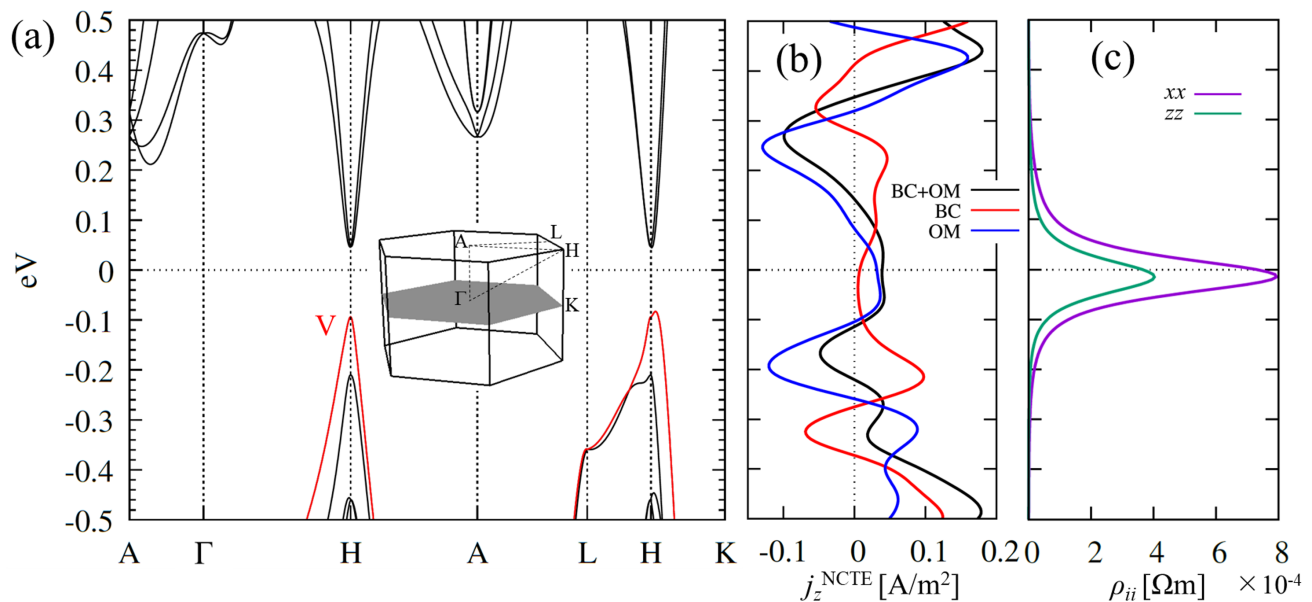 (a)
0.5
0.4
0.3
0.2
0.1
0
-0.1
-0.2
-0.3
-0.4
-0.5
eV
V
A
L
H
Γ
K
A Γ H A L H K
(b)
BC+OM
BC
OM
-0.1 0 0.1 0.2
j_z^NCTE [A/m²]
(c)
xx
zz
0 2 4 6 8
ρ_ii [Ωm] ×10⁻⁴